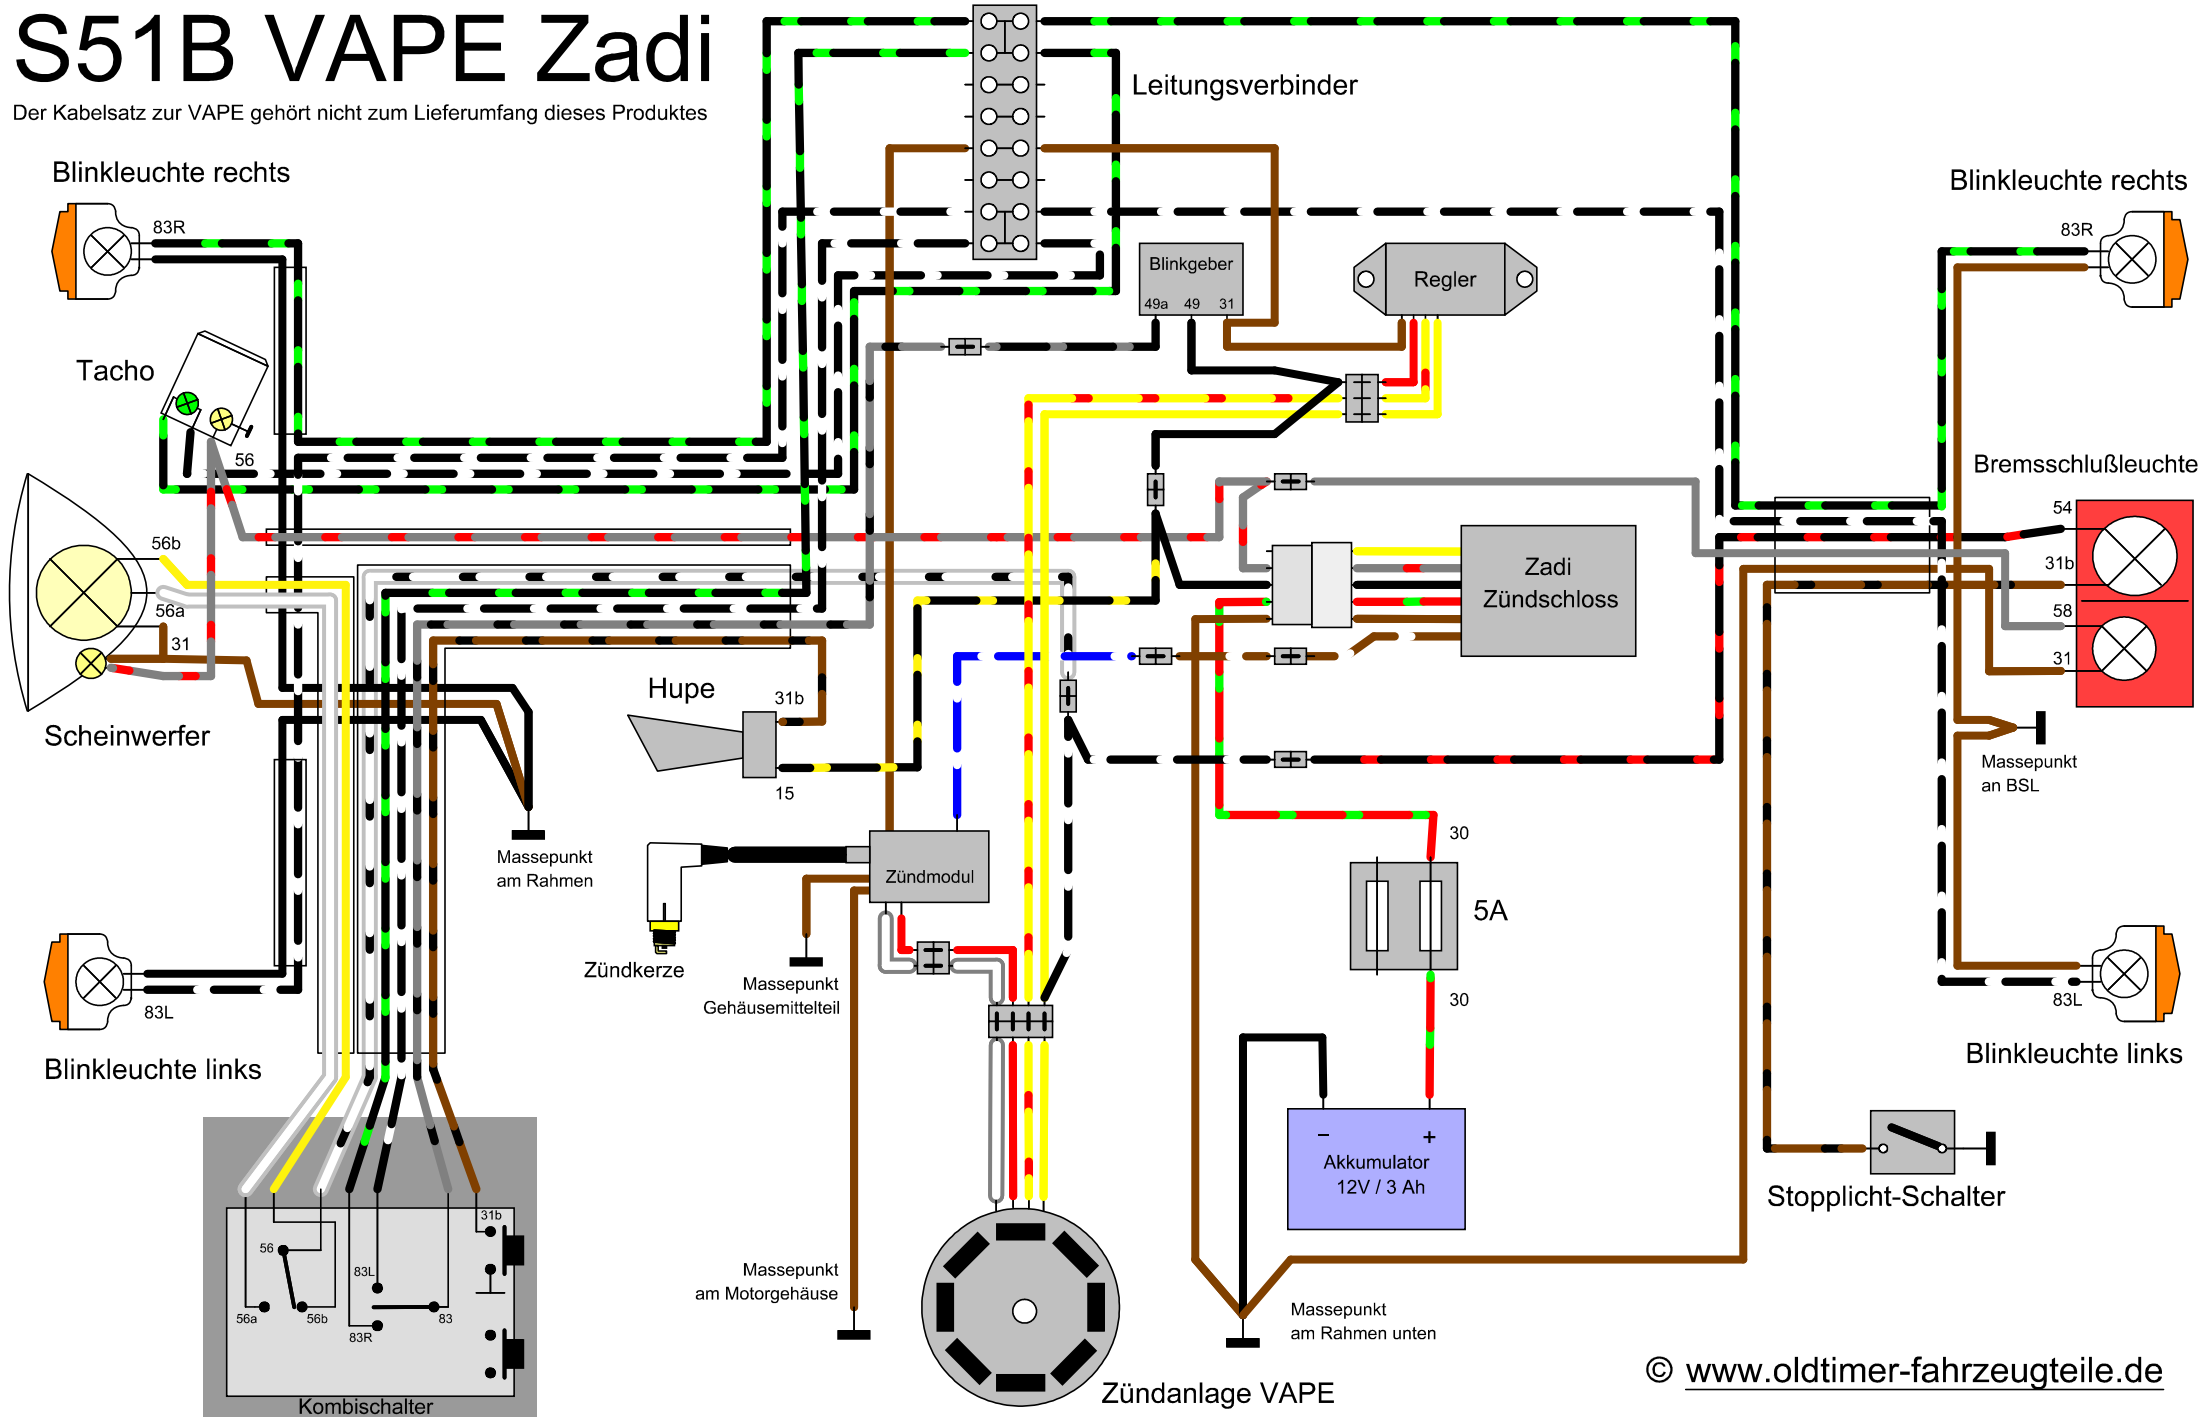 S51B VAPE Zadi
Der Kabelsatz zur VAPE gehört nicht zum Lieferumfang dieses Produktes
Leitungsverbinder
Blinkleuchte rechts
83R
Blinkleuchte rechts
83R
Blinkgeber
49a 49 31
Regler
Tacho
56
Bremsschlußleuchte
54
31b
58
31
56b
56a
31
Scheinwerfer
Zadi
Zündschloss
Hupe
31b
15
Massepunkt
an BSL
Massepunkt
am Rahmen
30
5A
30
Zündmodul
Zündkerze
Massepunkt
Gehäusemittelteil
83L
Blinkleuchte links
83L
Blinkleuchte links
− +
Akkumulator
12V / 3 Ah
Stopplicht-Schalter
31b
56
83L
56a
56b
83R
83
Kombischalter
Massepunkt
am Motorgehäuse
Massepunkt
am Rahmen unten
Zündanlage VAPE
© www.oldtimer-fahrzeugteile.de